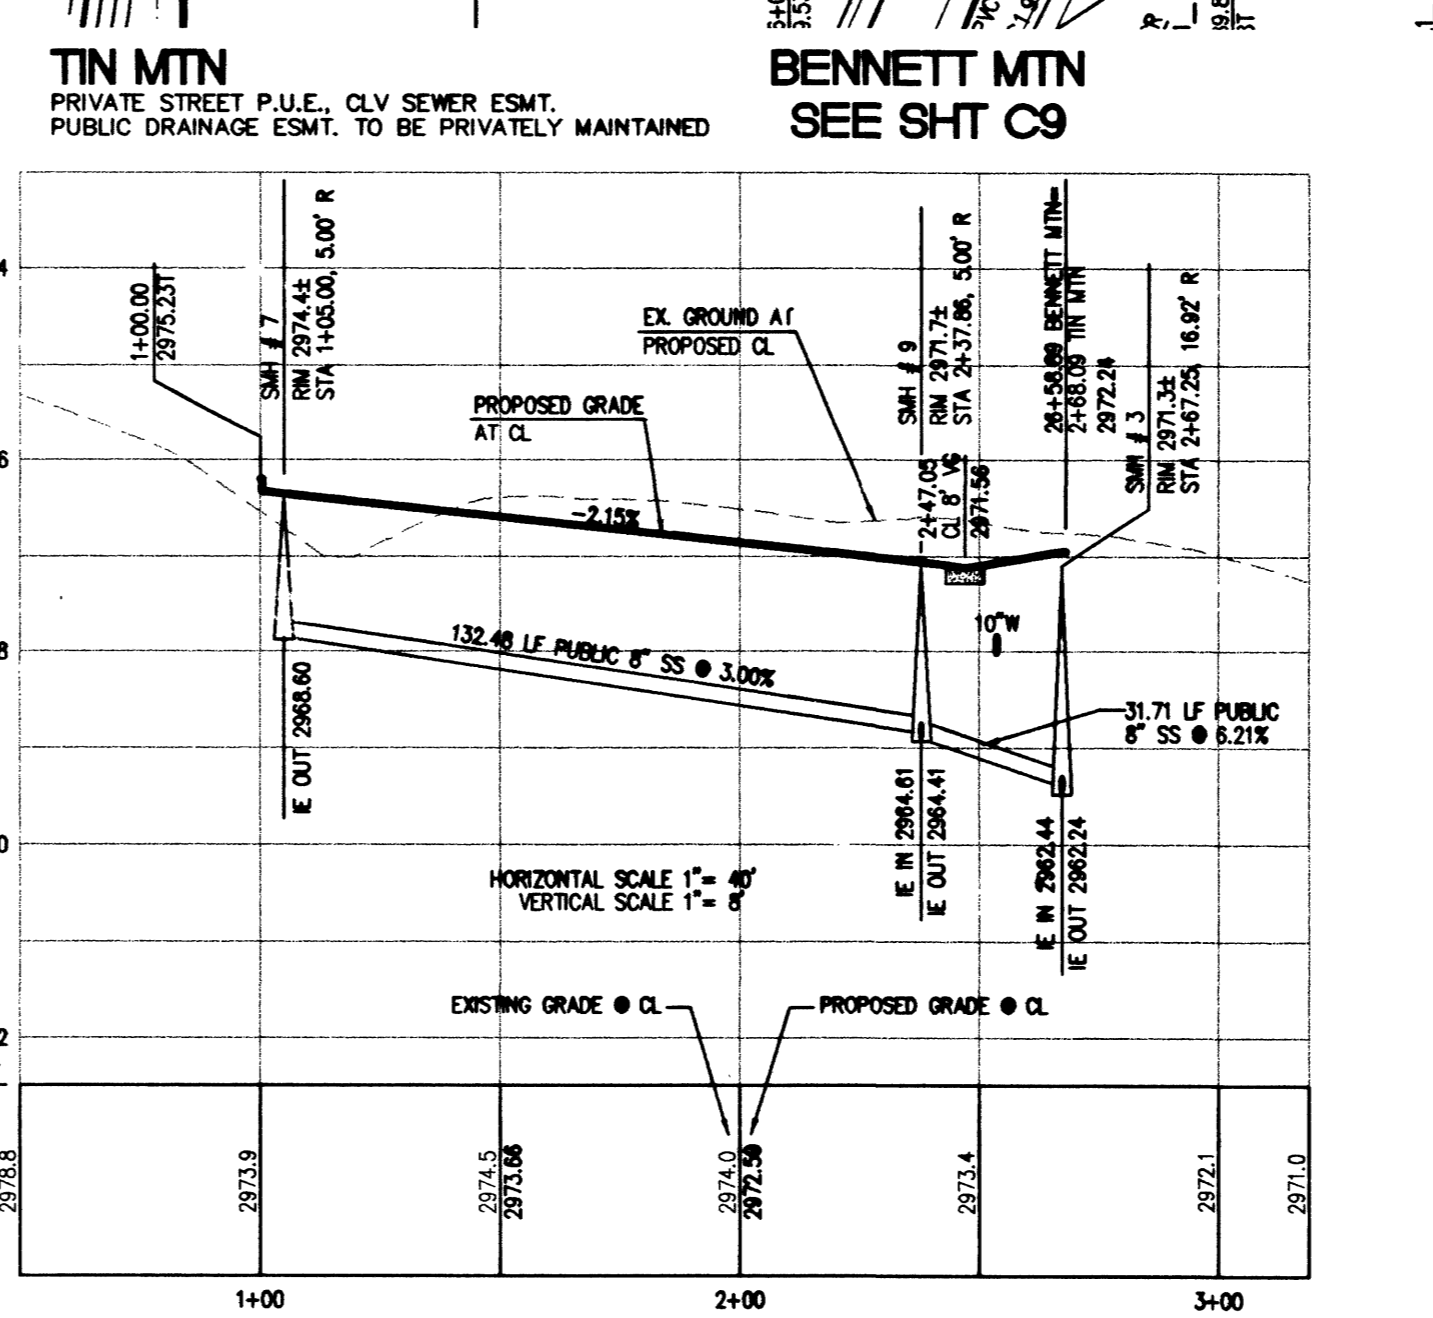 TIN MTN
PRIVATE STREET P.U.E., CLV SEWER ESMT.
PUBLIC DRAINAGE ESMT. TO BE PRIVATELY MAINTAINED
BENNETT MTN
SEE SHT C9
1+00.00
2975.23T
SMH # 7
RIM 2974.4±
STA 1+05.00, 5.00' R
EX. GROUND AT
PROPOSED CL
PROPOSED GRADE
AT CL
-2.15%
SMH # 9
RIM 2971.7±
STA 2+37.86, 5.00' R
2+47.05
CL 8' VG
2971.56
26+58.89 BENNETT MTN=
2+68.09 TIN MTN
2972.24
SMH # 3
RIM 2971.3±
STA 2+67.25, 16.92' R
4
6
8
0
2
10"W
132.48 LF PUBLIC 8" SS @ 3.00%
31.71 LF PUBLIC
8" SS @ 6.21%
IE OUT 2968.60
IE IN 2964.61
IE OUT 2964.41
IE IN 2962.44
IE OUT 2962.24
HORIZONTAL SCALE 1"= 40'
VERTICAL SCALE 1"= 8'
EXISTING GRADE @ CL
PROPOSED GRADE @ CL
2978.8
2973.9
2974.5
2973.66
2974.0
2972.59
2973.4
2972.1
2971.0
1+00
2+00
3+00